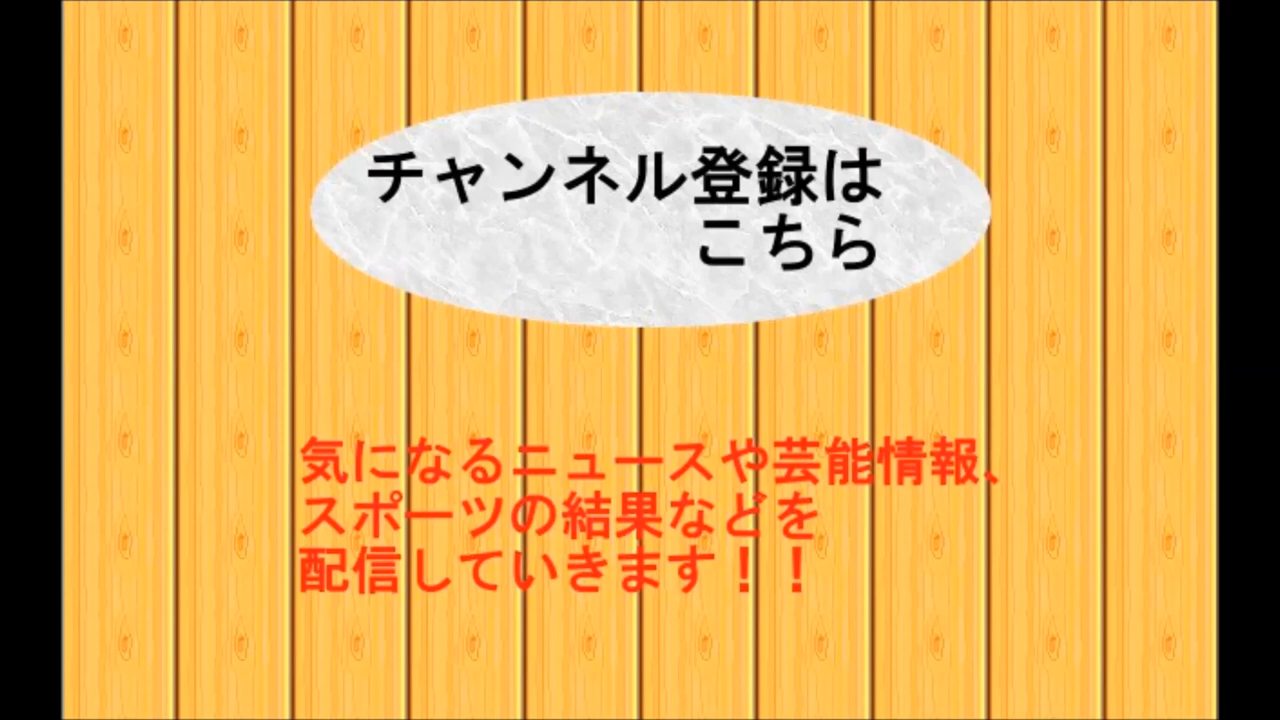 チャンネル登録は
こちら
気になるニュースや芸能情報、
スポーツの結果などを
配信していきます！！